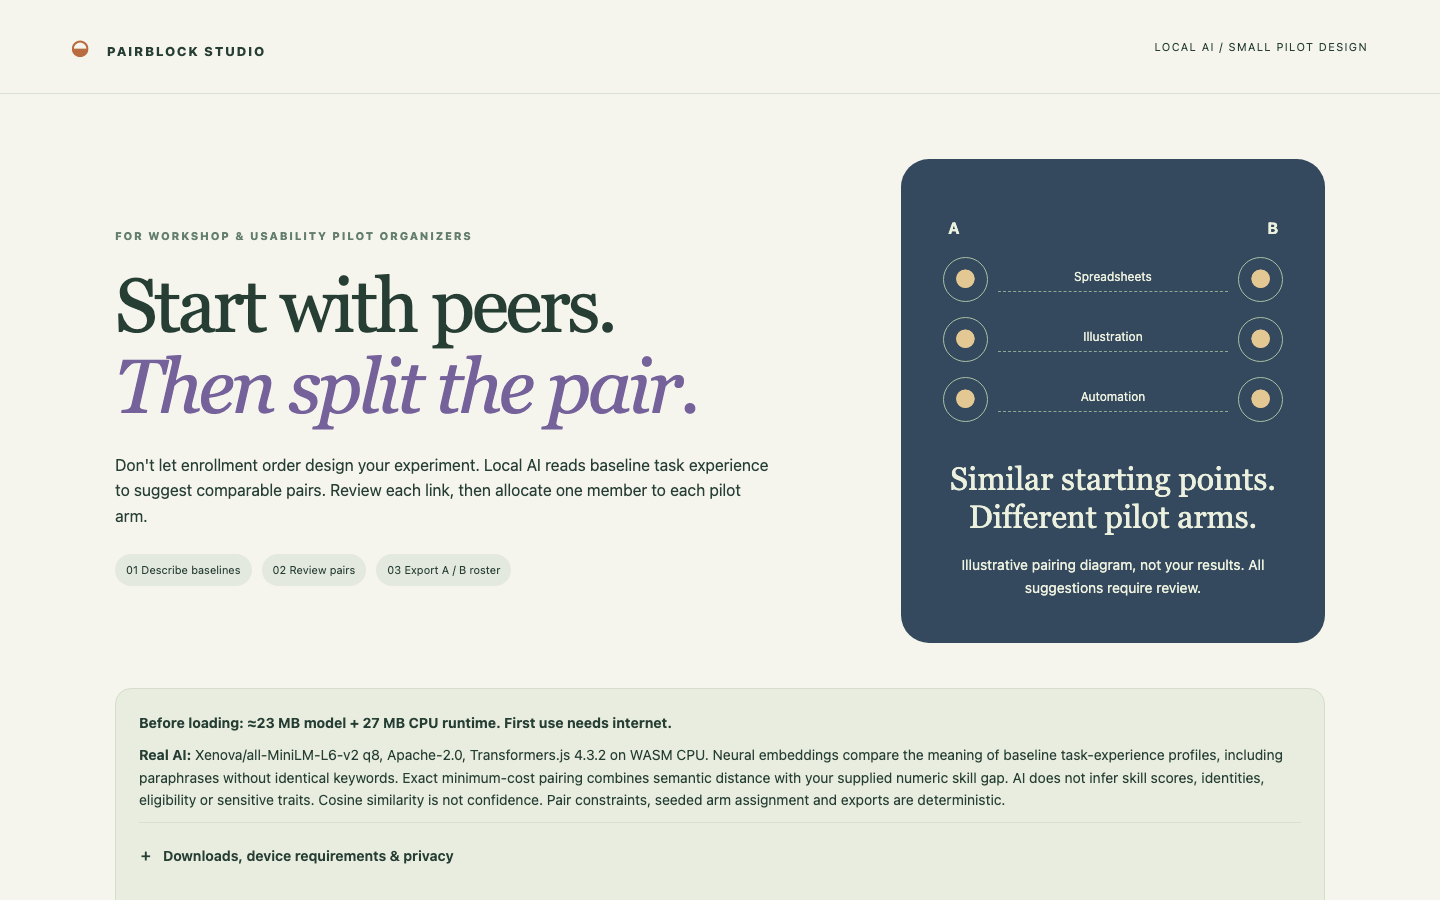 PAIRBLOCK STUDIO
LOCAL AI / SMALL PILOT DESIGN
FOR WORKSHOP & USABILITY PILOT ORGANIZERS
Start with peers.
Then split the pair.
Don't let enrollment order design your experiment. Local AI reads baseline task experience
to suggest comparable pairs. Review each link, then allocate one member to each pilot
arm.
01 Describe baselines
02 Review pairs
03 Export A / B roster
A
B
Spreadsheets
Illustration
Automation
Similar starting points.
Different pilot arms.
Illustrative pairing diagram, not your results. All
suggestions require review.
Before loading: ≈23 MB model + 27 MB CPU runtime. First use needs internet.
Real AI: Xenova/all-MiniLM-L6-v2 q8, Apache-2.0, Transformers.js 4.3.2 on WASM CPU. Neural embeddings compare the meaning of baseline task-experience profiles, including
paraphrases without identical keywords. Exact minimum-cost pairing combines semantic distance with your supplied numeric skill gap. AI does not infer skill scores, identities,
eligibility or sensitive traits. Cosine similarity is not confidence. Pair constraints, seeded arm assignment and exports are deterministic.
+ Downloads, device requirements & privacy